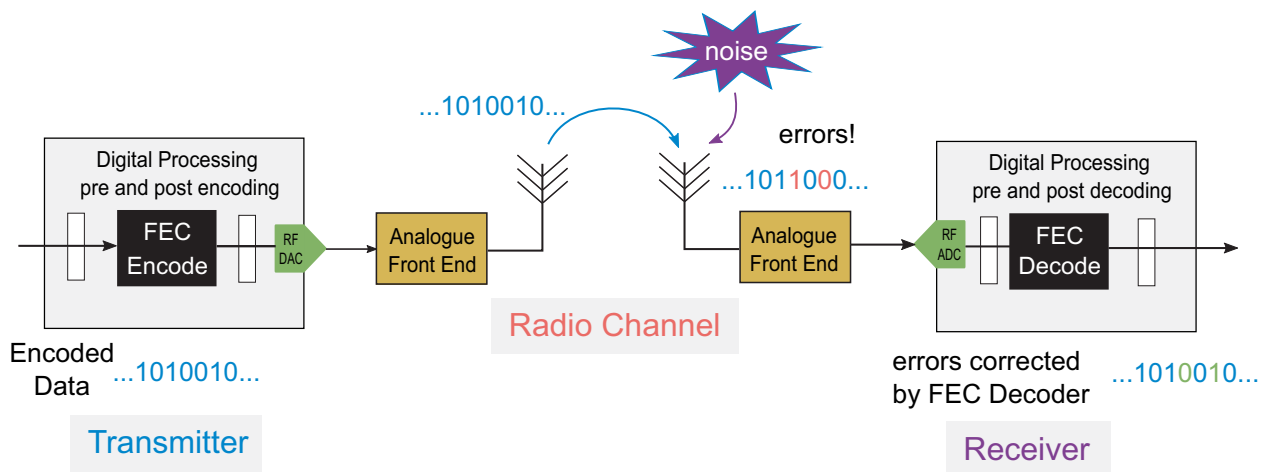 noise
...1010010...
errors!
...1011000...
Digital Processing
pre and post encoding
FEC
Encode
RF
DAC
Analogue
Front End
Analogue
Front End
Digital Processing
pre and post decoding
RF
ADC
FEC
Decode
Radio Channel
Encoded
Data
...1010010...
errors corrected
by FEC Decoder
...1010010...
Transmitter
Receiver